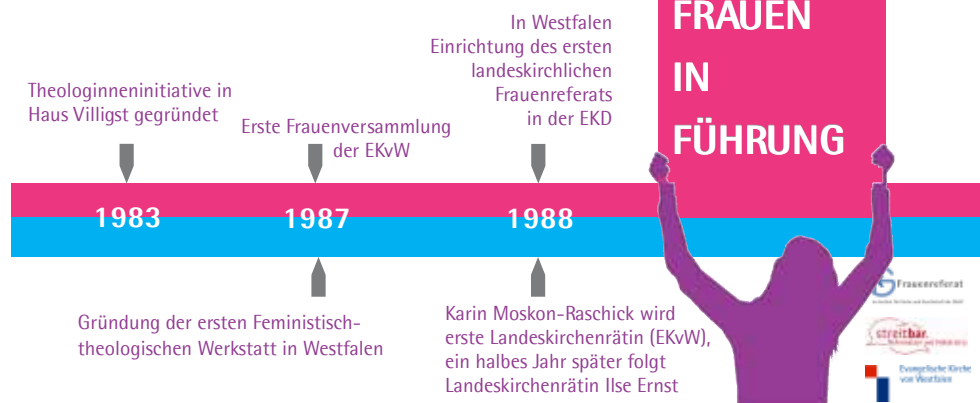 Theologinneninitiative in
Haus Villigst gegründet
Erste Frauenversammlung
der EKvW
In Westfalen
Einrichtung des ersten
landeskirchlichen
Frauenreferats
in der EKD
FRAUEN
IN
FÜHRUNG
1983
1987
1988
Gründung der ersten Feministisch-
theologischen Werkstatt in Westfalen
Karin Moskon-Raschick wird
erste Landeskirchenrätin (EKvW),
ein halbes Jahr später folgt
Landeskirchenrätin Ilse Ernst
Frauenreferat
streitbar.
Evangelische Kirche
von Westfalen